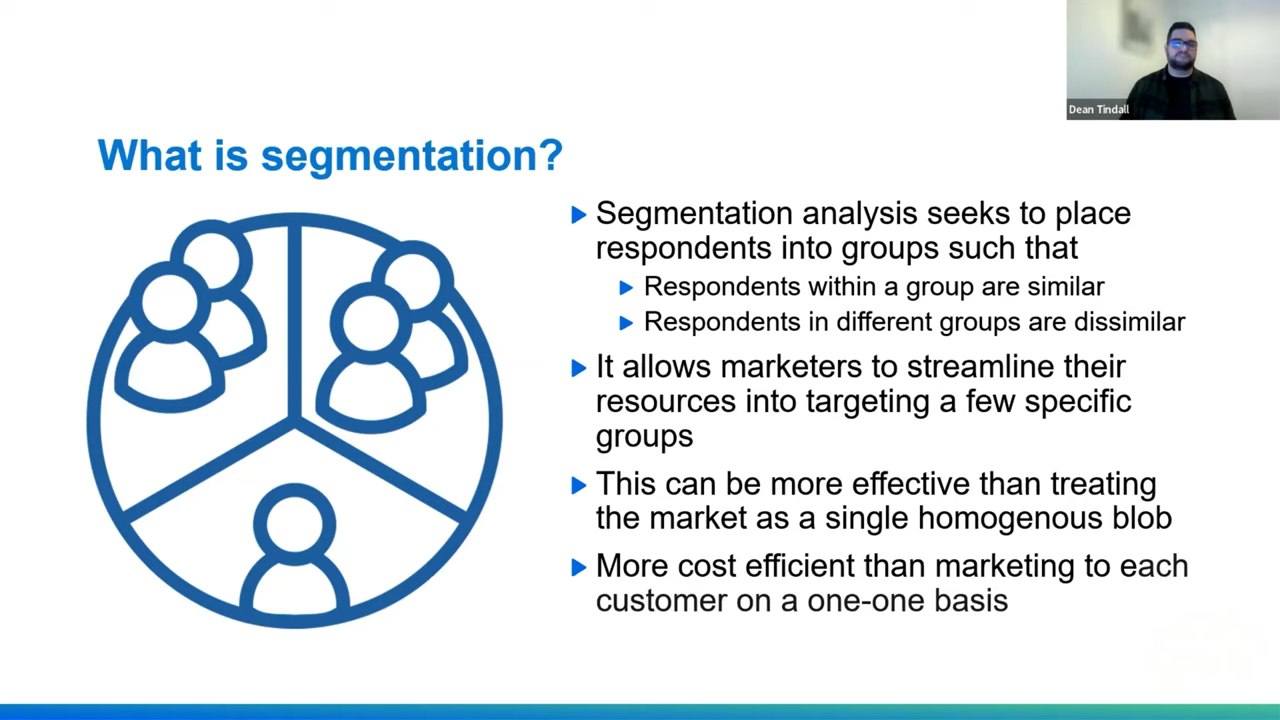 Dean Tindall
What is segmentation?
Segmentation analysis seeks to place
respondents into groups such that
Respondents within a group are similar
Respondents in different groups are dissimilar
It allows marketers to streamline their
resources into targeting a few specific
groups
This can be more effective than treating
the market as a single homogenous blob
More cost efficient than marketing to each
customer on a one-one basis